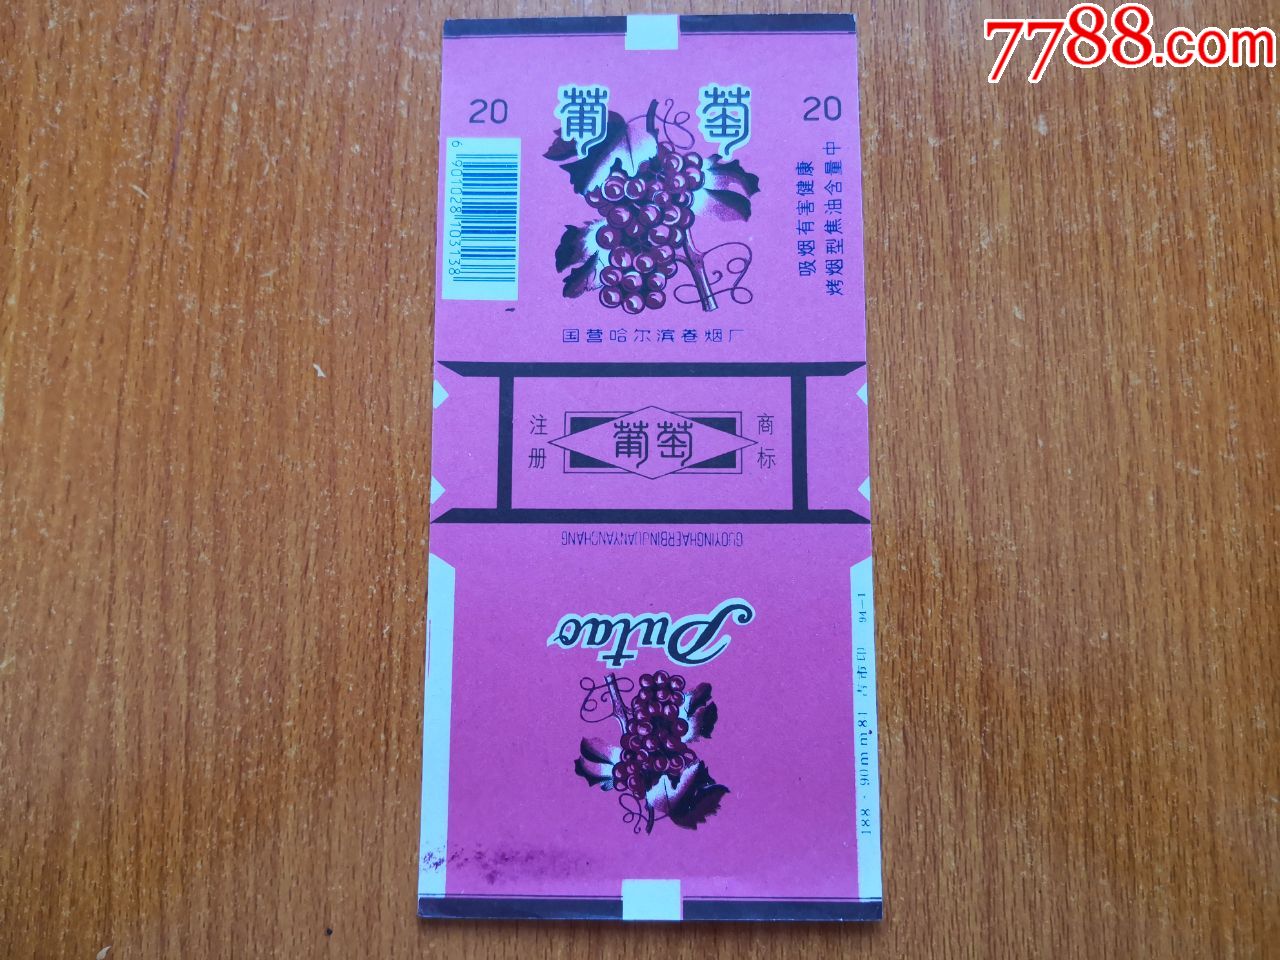 7788.com
20
葡萄
20
6901028103138
吸烟有害健康
烤烟型 焦油含量中
国营哈尔滨卷烟厂
注册
葡萄
商标
GUOYINGHAERBINJUANYANCHANG
Putao
188×90mm 81 吉市印 94-1